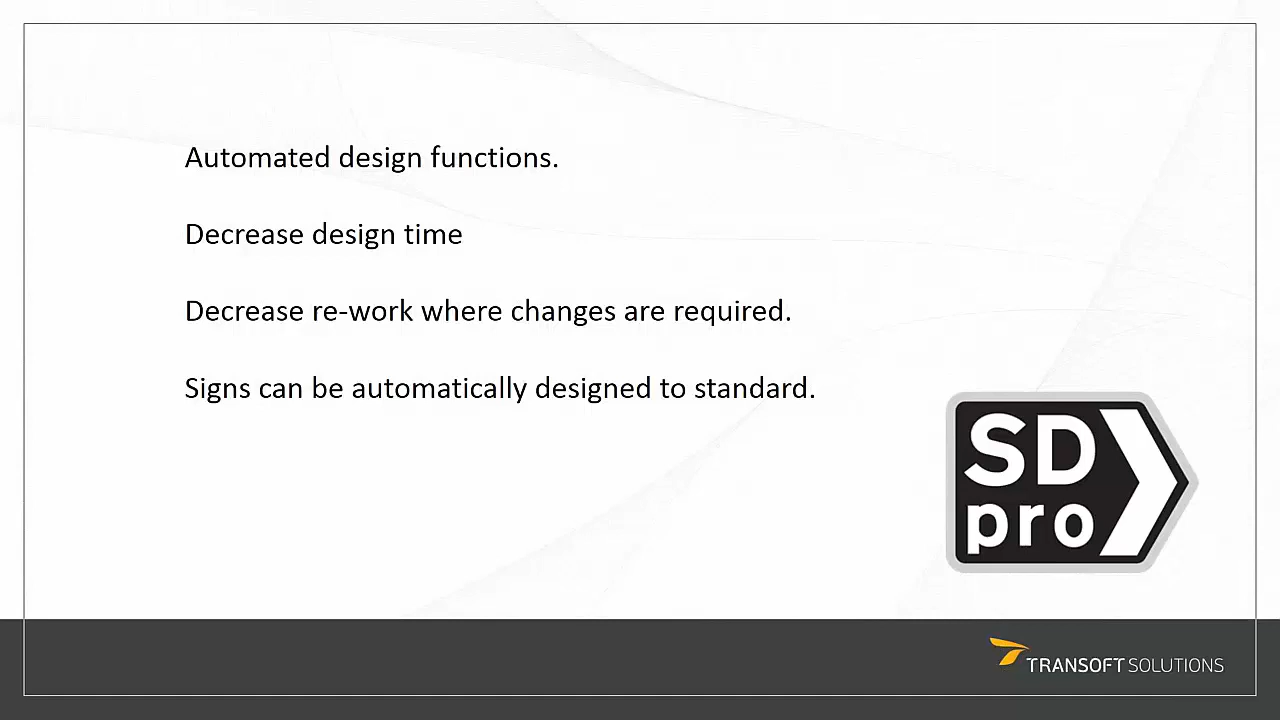 Automated design functions.
Decrease design time
Decrease re-work where changes are required.
Signs can be automatically designed to standard.
SD
pro
TRANSOFT SOLUTIONS